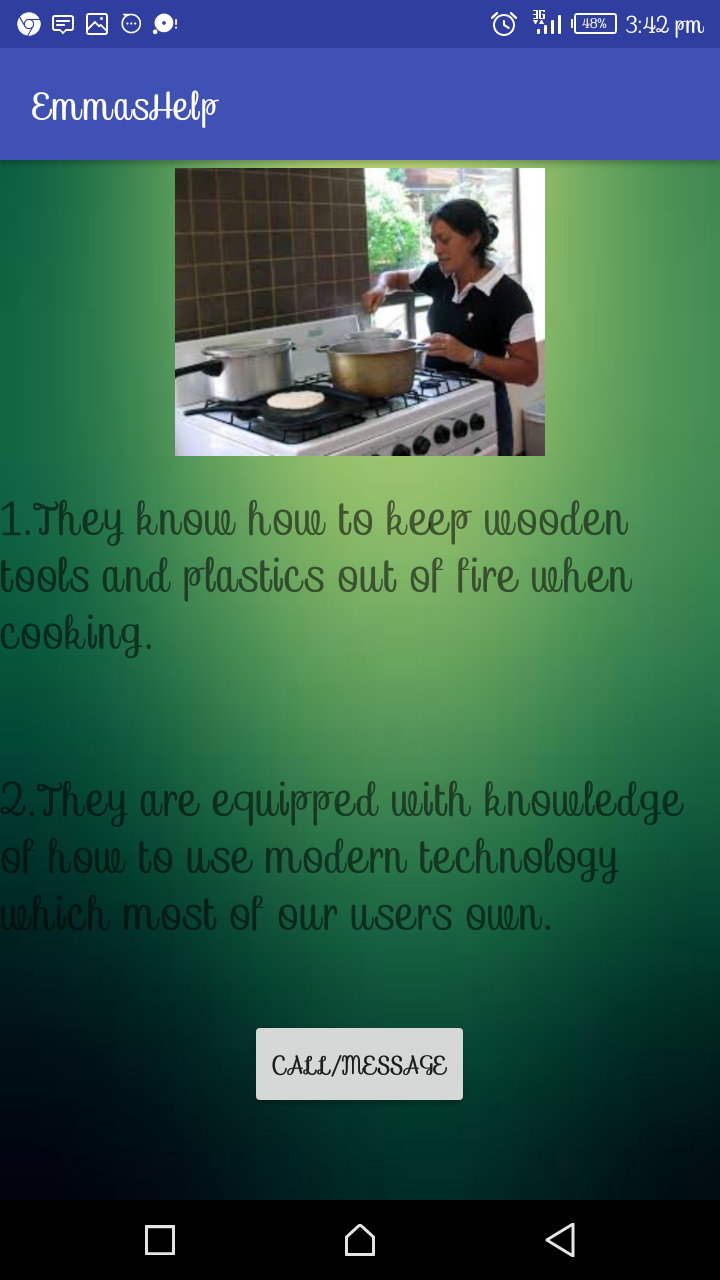 3G 48% 3:42 pm
EmmasHelp
1.They know how to keep wooden
tools and plastics out of fire when
cooking.
2.They are equipped with knowledge
of how to use modern technology
which most of our users own.
CALL/MESSAGE